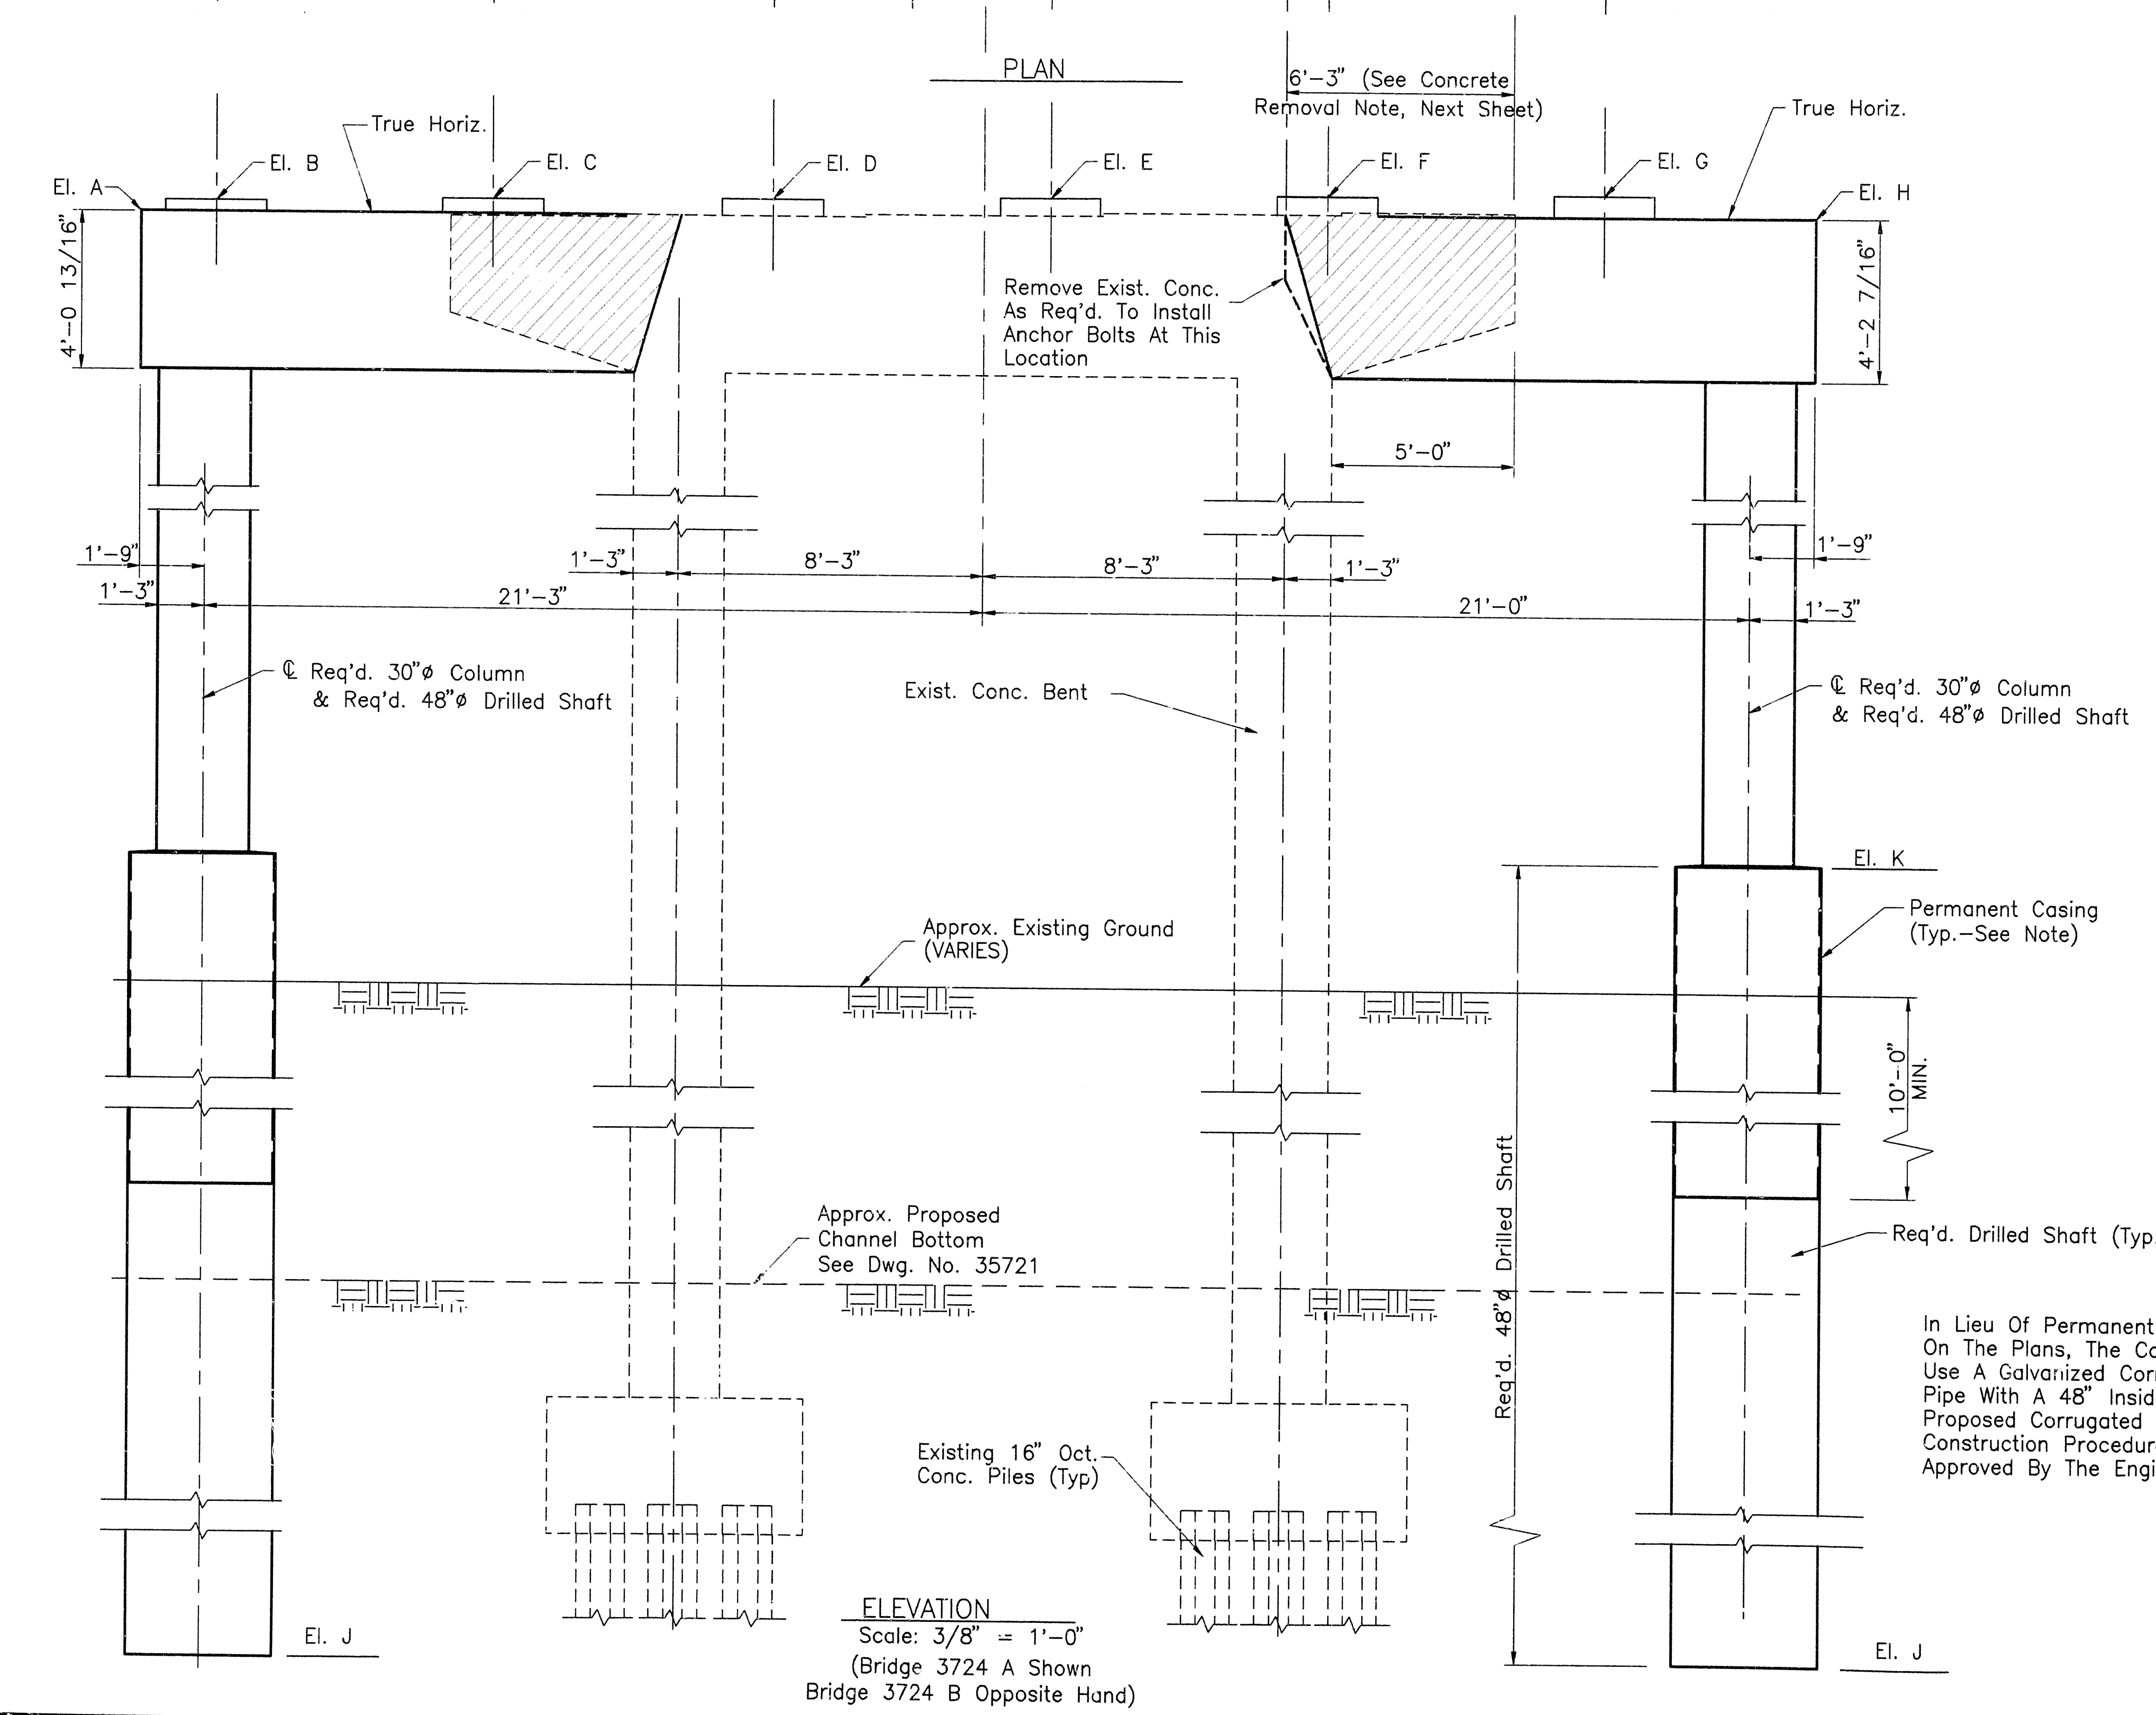 PLAN
6'-3" (See Concrete
Removal Note, Next Sheet)
True Horiz.
True Horiz.
El. A
El. B
El. C
El. D
El. E
El. F
El. G
El. H
4'-0 13/16"
4'-2 7/16"
Remove Exist. Conc.
As Req'd. To Install
Anchor Bolts At This
Location
5'-0"
1'-9"
1'-3"
8'-3"
8'-3"
1'-3"
1'-9"
1'-3"
21'-3"
21'-0"
1'-3"
℄ Req'd. 30"ø Column
& Req'd. 48"ø Drilled Shaft
Exist. Conc. Bent
℄ Req'd. 30"ø Column
& Req'd. 48"ø Drilled Shaft
El. K
Permanent Casing
(Typ.-See Note)
Approx. Existing Ground
(VARIES)
10'-0"
MIN.
Req'd. 48"ø Drilled Shaft
Approx. Proposed
Channel Bottom
See Dwg. No. 35721
Req'd. Drilled Shaft (Typ.
In Lieu Of Permanent
On The Plans, The
Use A Galvanized
Pipe With A 48"
Proposed Corrugated
Construction
Approved By The
Existing 16" Oct.
Conc. Piles (Typ)
ELEVATION
Scale: 3/8" = 1'-0"
(Bridge 3724 A Shown
Bridge 3724 B Opposite Hand)
El. J
El. J